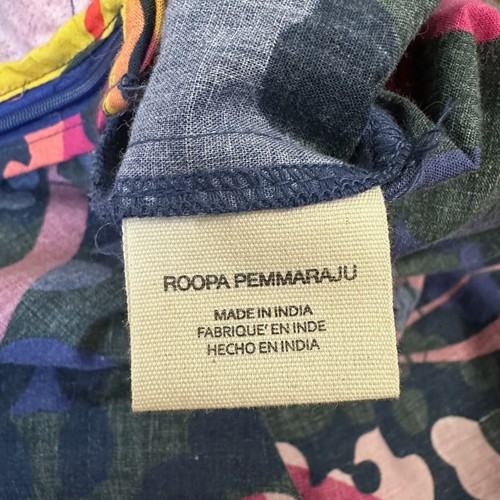 ROOPA PEMMARAJU
MADE IN INDIA
FABRIQUE' EN INDE
HECHO EN INDIA